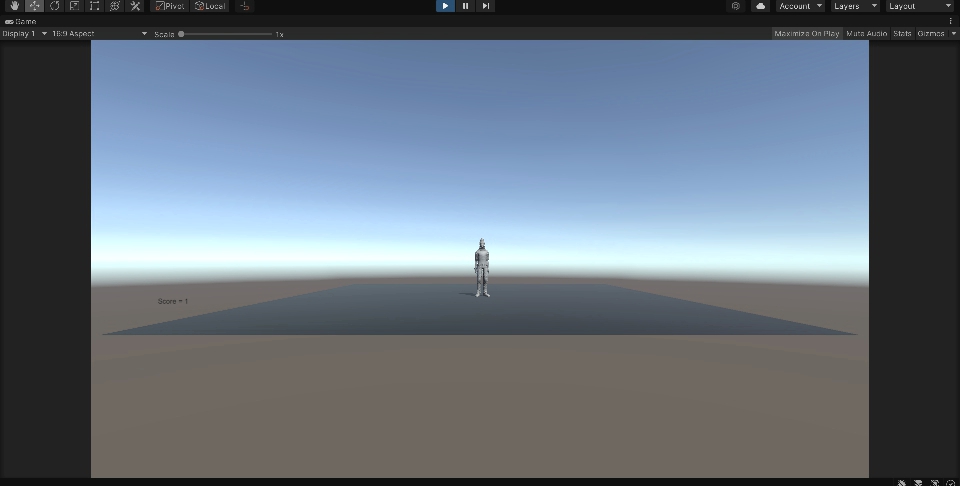 Pivot Local Account Layers Layout
Game
Display 1 16:9 Aspect Scale 1x Maximize On Play Mute Audio Stats Gizmos
Score = 1